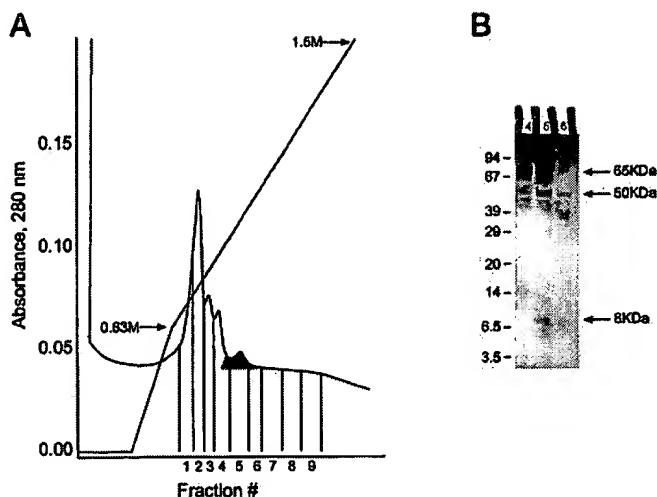 A
1.5M
0.15
0.10
0.63M
0.05
0.00
Absorbance, 280 nm
1 2 3 4 5 6 7 8 9
Fraction #
B
4 5 6
94 -
67 -
39 -
29 -
20 -
14 -
6.5 -
3.5 -
65KDa
50KDa
8KDa